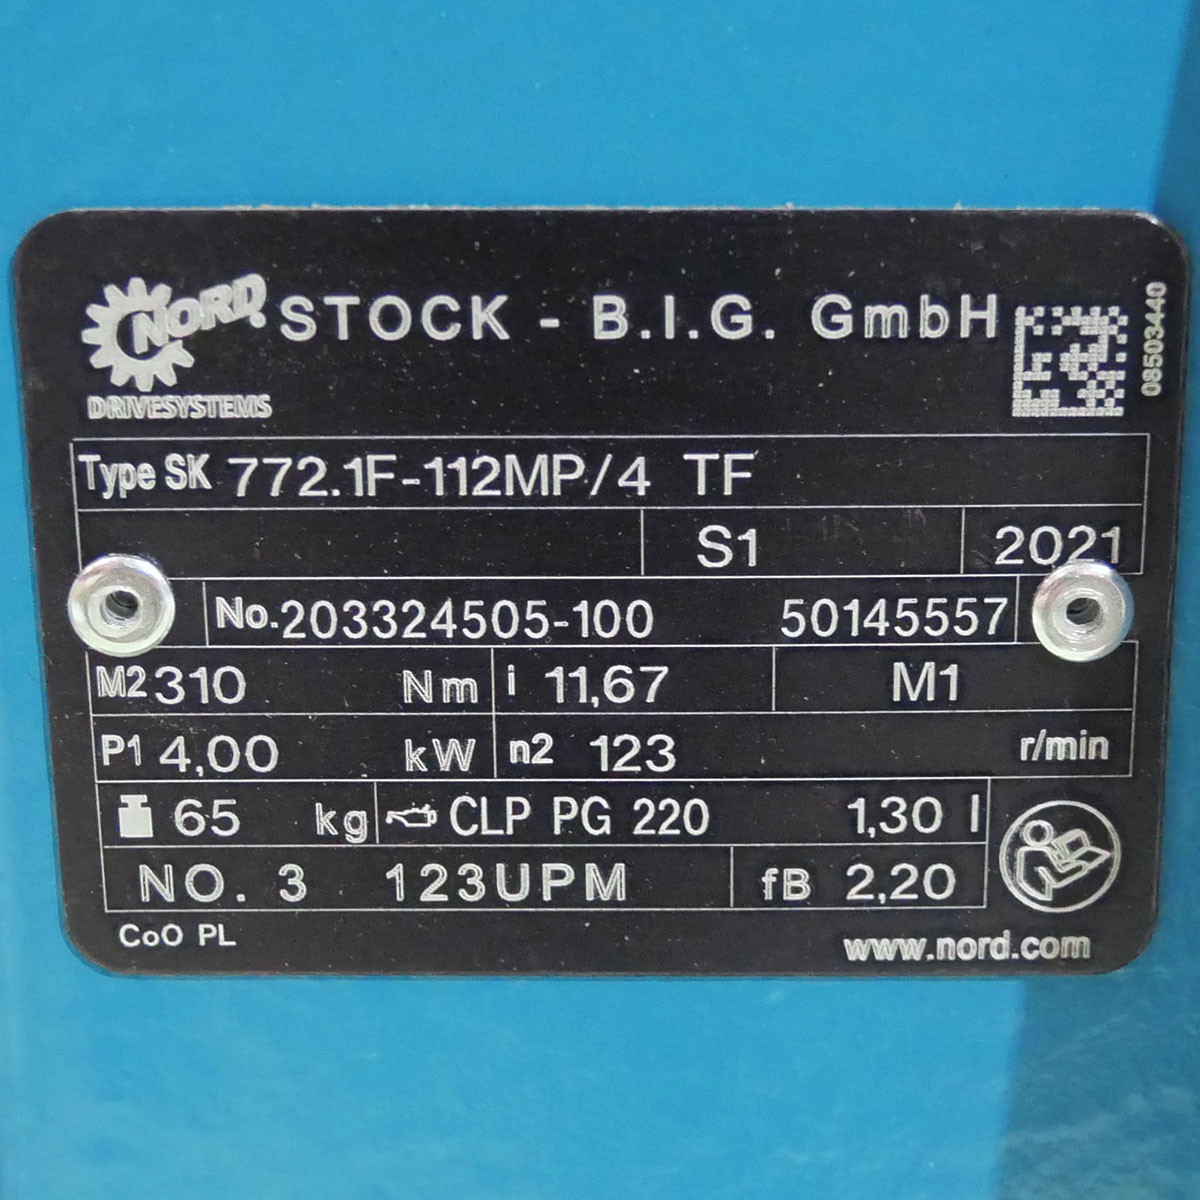 NORD
DRIVESYSTEMS
STOCK - B.I.G. GmbH
08503440
Type SK 772.1F-112MP/4 TF
S1 2021
No. 203324505-100 50145557
M2 310 Nm i 11,67 M1
P1 4,00 kW n2 123 r/min
65 kg CLP PG 220 1,30 l
NO. 3 123UPM fB 2,20
CoO PL
www.nord.com